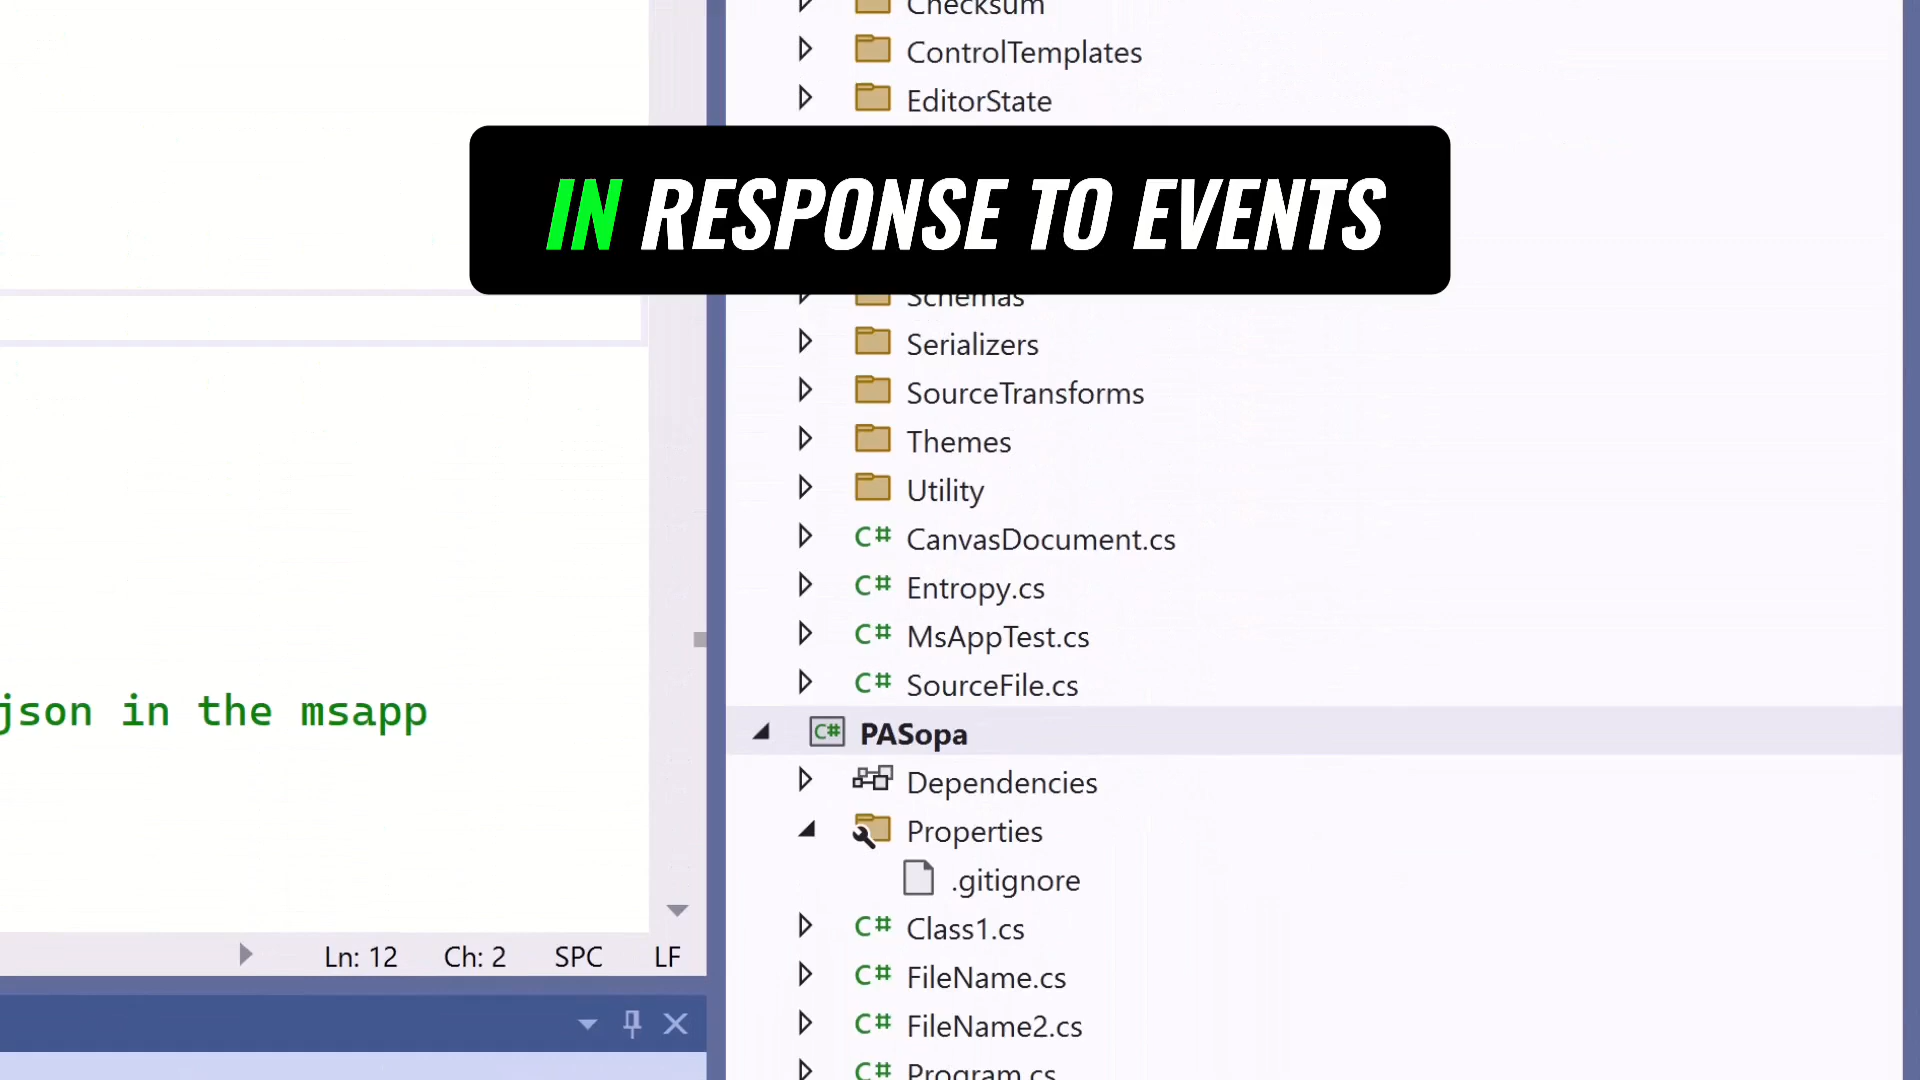 Checksum
ControlTemplates
EditorState
IN RESPONSE TO EVENTS
Schemas
Serializers
SourceTransforms
Themes
Utility
C# CanvasDocument.cs
C# Entropy.cs
C# MsAppTest.cs
C# SourceFile.cs
json in the msapp
C# PASopa
Dependencies
Properties
.gitignore
C# Class1.cs
Ln: 12 Ch: 2 SPC LF
C# FileName.cs
C# FileName2.cs
C# Program.cs